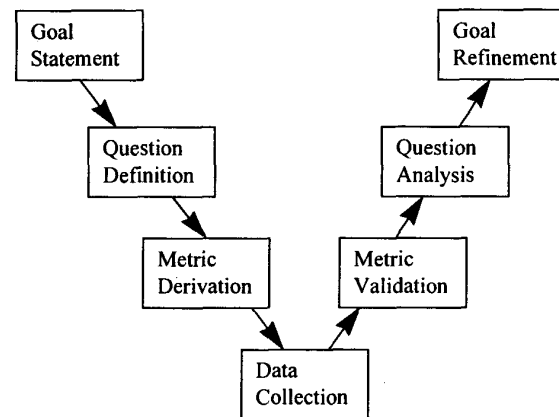 Goal
Statement
Question
Definition
Metric
Derivation
Data
Collection
Metric
Validation
Question
Analysis
Goal
Refinement